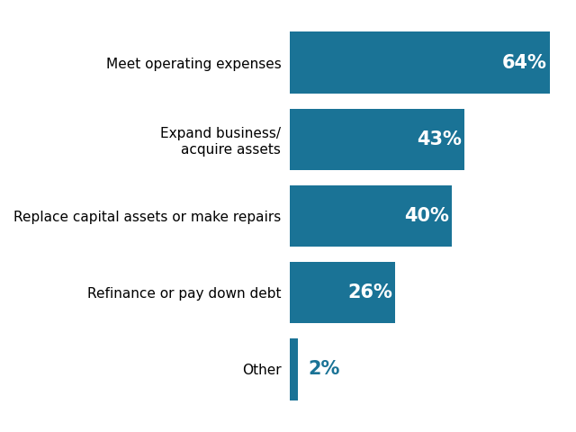 Meet operating expenses 64%
Expand business/
acquire assets 43%
Replace capital assets or make repairs 40%
Refinance or pay down debt 26%
Other 2%